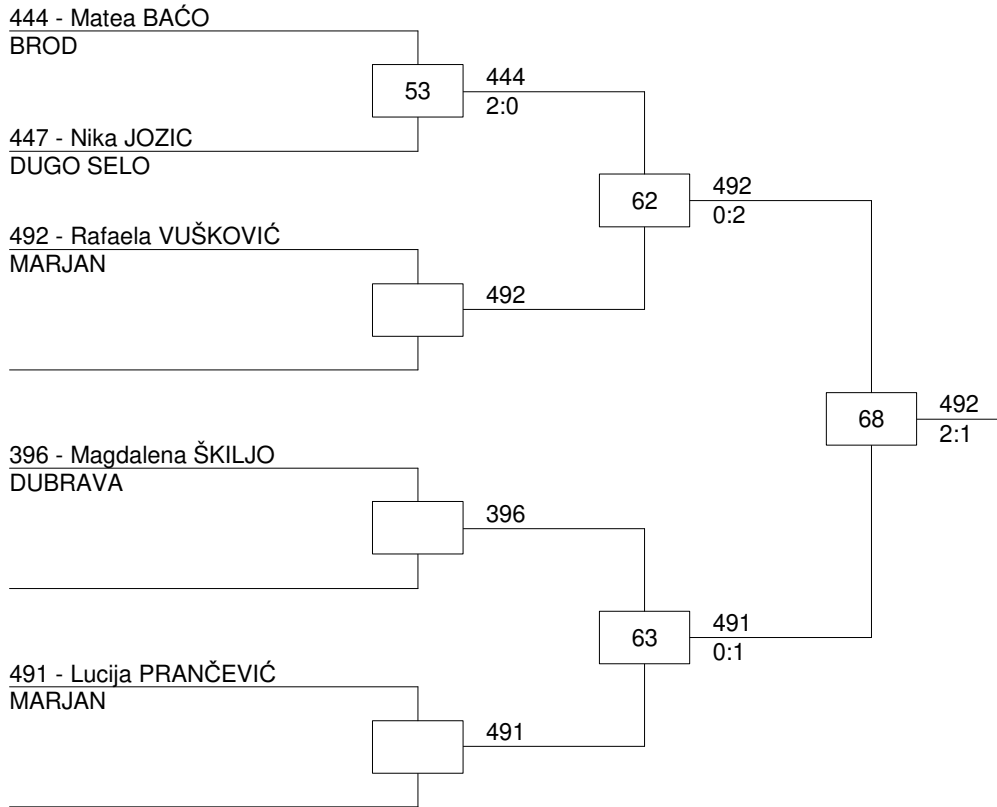 444 - Matea BAĆO
BROD
53
444
2:0
447 - Nika JOZIC
DUGO SELO
62
492
0:2
492 - Rafaela VUŠKOVIĆ
MARJAN
492
68
492
2:1
396 - Magdalena ŠKILJO
DUBRAVA
396
63
491
0:1
491 - Lucija PRANČEVIĆ
MARJAN
491